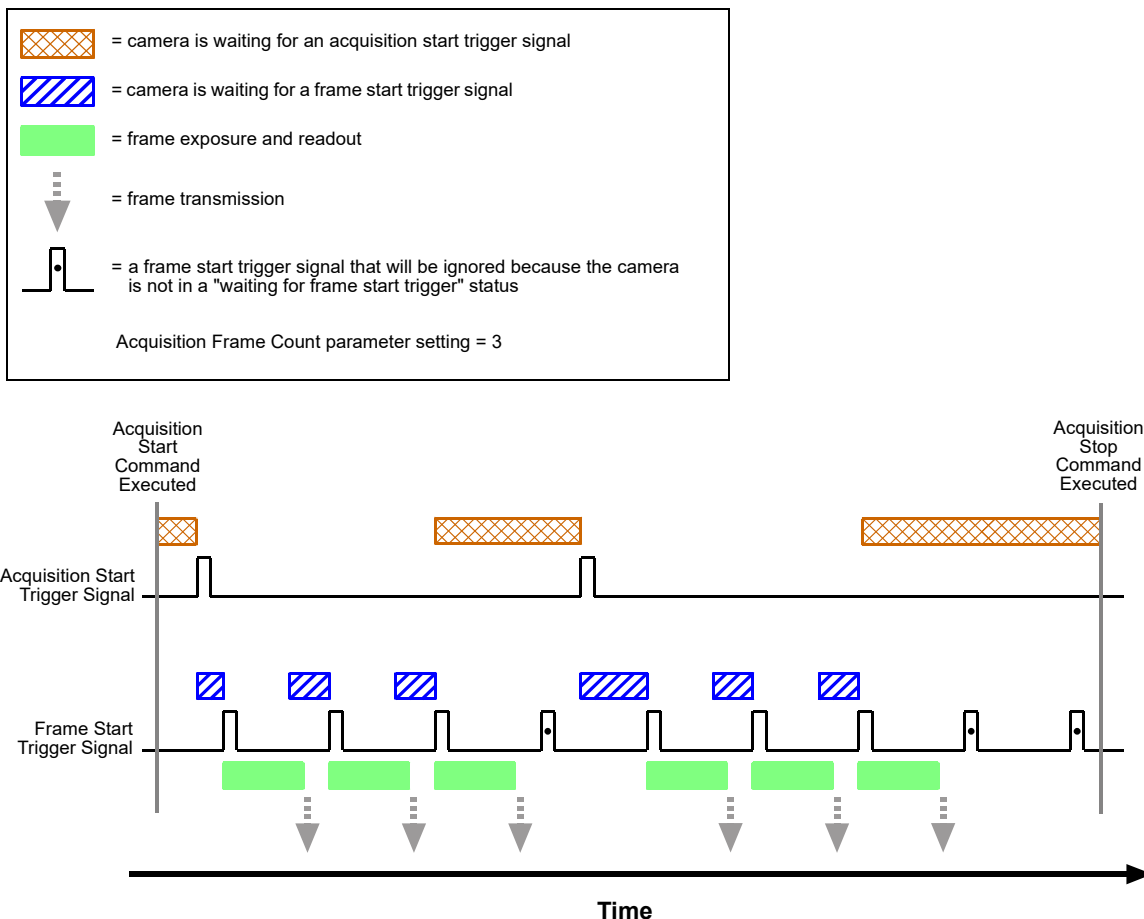 = camera is waiting for an acquisition start trigger signal
= camera is waiting for a frame start trigger signal
= frame exposure and readout
= frame transmission
= a frame start trigger signal that will be ignored because the camera
is not in a "waiting for frame start trigger" status
Acquisition Frame Count parameter setting = 3
Acquisition
Start
Command
Executed
Acquisition
Stop
Command
Executed
Acquisition Start
Trigger Signal
Frame Start
Trigger Signal
Time